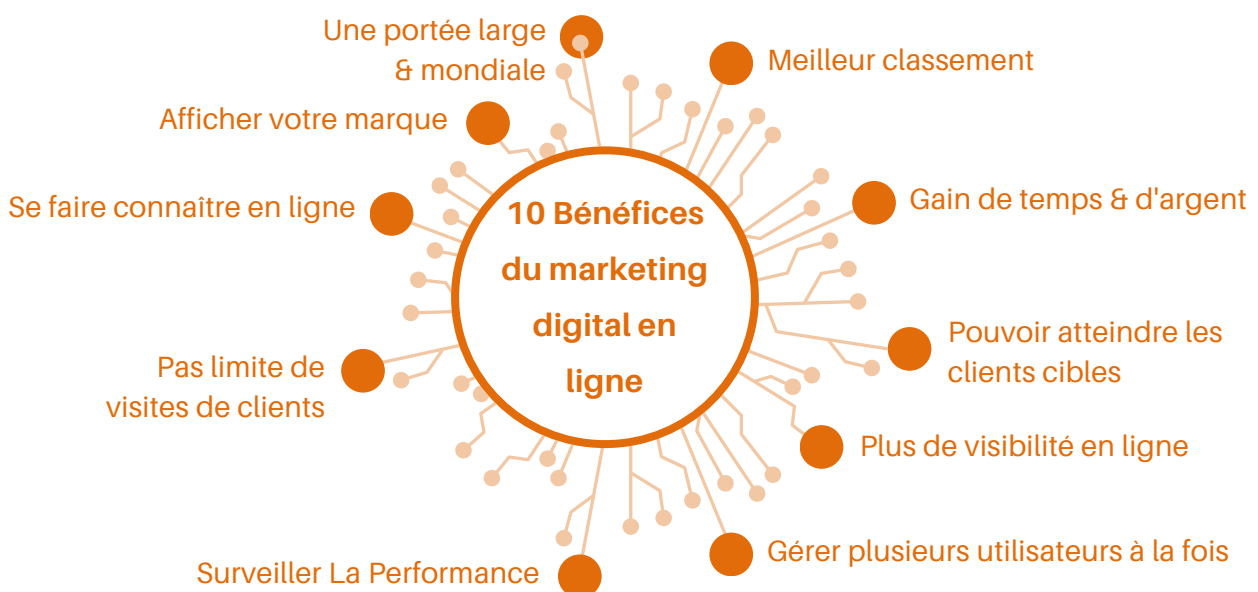 Une portée large
& mondiale
Meilleur classement
Afficher votre marque
Se faire connaître en ligne
Gain de temps & d'argent
10 Bénéfices
du marketing
digital en
ligne
Pas limite de
visites de clients
Pouvoir atteindre les
clients cibles
Plus de visibilité en ligne
Gérer plusieurs utilisateurs à la fois
Surveiller La Performance